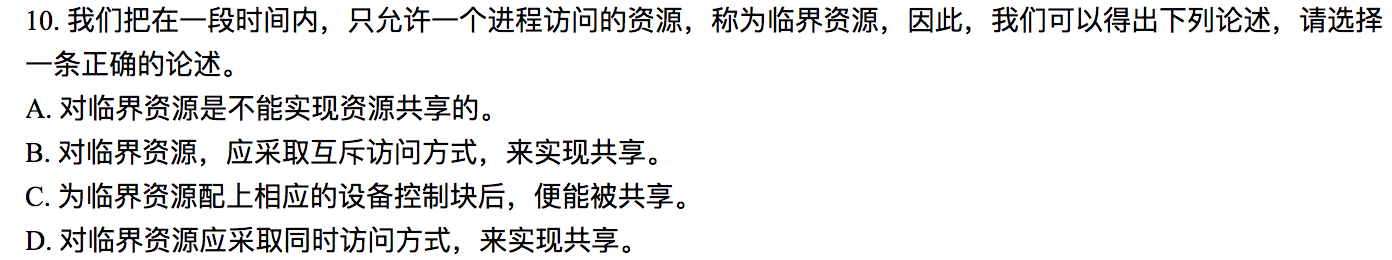 10. 我们把在一段时间内，只允许一个进程访问的资源，称为临界资源，因此，我们可以得出下列论述，请选择
一条正确的论述。
A. 对临界资源是不能实现资源共享的。
B. 对临界资源，应采取互斥访问方式，来实现共享。
C. 为临界资源配上相应的设备控制块后，便能被共享。
D. 对临界资源应采取同时访问方式，来实现共享。